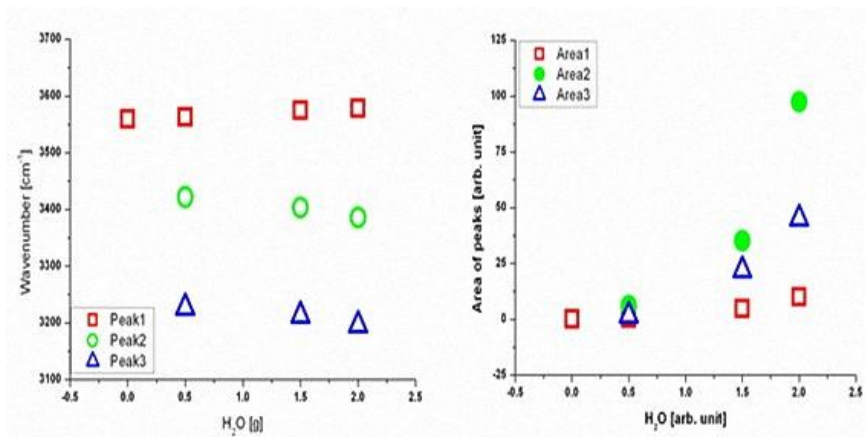 3700
3600
3500
3400
3300
3200
3100
Wavenumber [cm⁻¹]
Peak1
Peak2
Peak3
-0.5 0.0 0.5 1.0 1.5 2.0 2.5
H₂O [g]
125
100
75
50
25
0
-25
Area of peaks [arb. unit]
Area1
Area2
Area3
-0.5 0.0 0.5 1.0 1.5 2.0 2.5
H₂O [arb. unit]